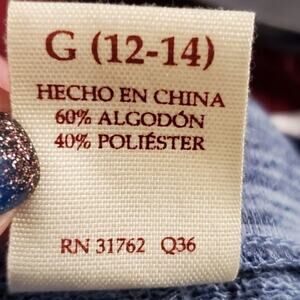 G (12-14)
HECHO EN CHINA
60% ALGODÓN
40% POLIÉSTER
RN 31762 Q36